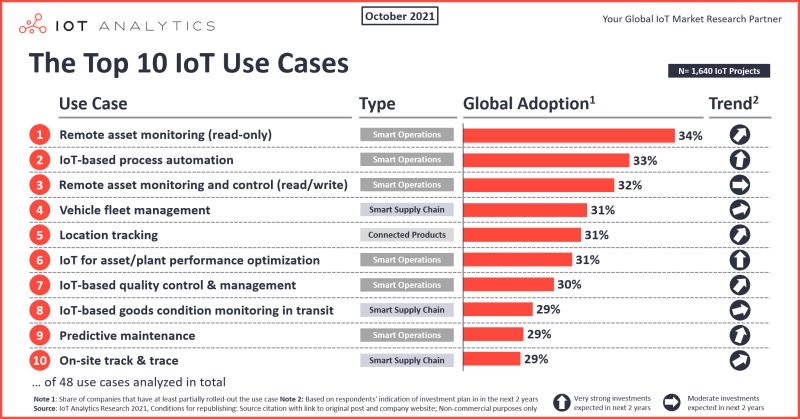 IOT ANALYTICS
October 2021
Your Global IoT Market Research Partner
The Top 10 IoT Use Cases
N= 1,640 IoT Projects
Use Case Type Global Adoption1 Trend2
1 Remote asset monitoring (read-only) Smart Operations 34%
2 IoT-based process automation Smart Operations 33%
3 Remote asset monitoring and control (read/write) Smart Operations 32%
4 Vehicle fleet management Smart Supply Chain 31%
5 Location tracking Connected Products 31%
6 IoT for asset/plant performance optimization Smart Operations 31%
7 IoT-based quality control & management Smart Operations 30%
8 IoT-based goods condition monitoring in transit Smart Supply Chain 29%
9 Predictive maintenance Smart Operations 29%
10 On-site track & trace Smart Supply Chain 29%
... of 48 use cases analyzed in total
Note 1: Share of companies that have at least partially rolled-out the use case Note 2: Based on respondents' indication of investment plan in in the next 2 years
Source: IoT Analytics Research 2021, Conditions for republishing: Source citation with link to original post and company website; Non-commercial purposes only
Very strong investments
expected in next 2 years
Moderate investments
expected in next 2 years